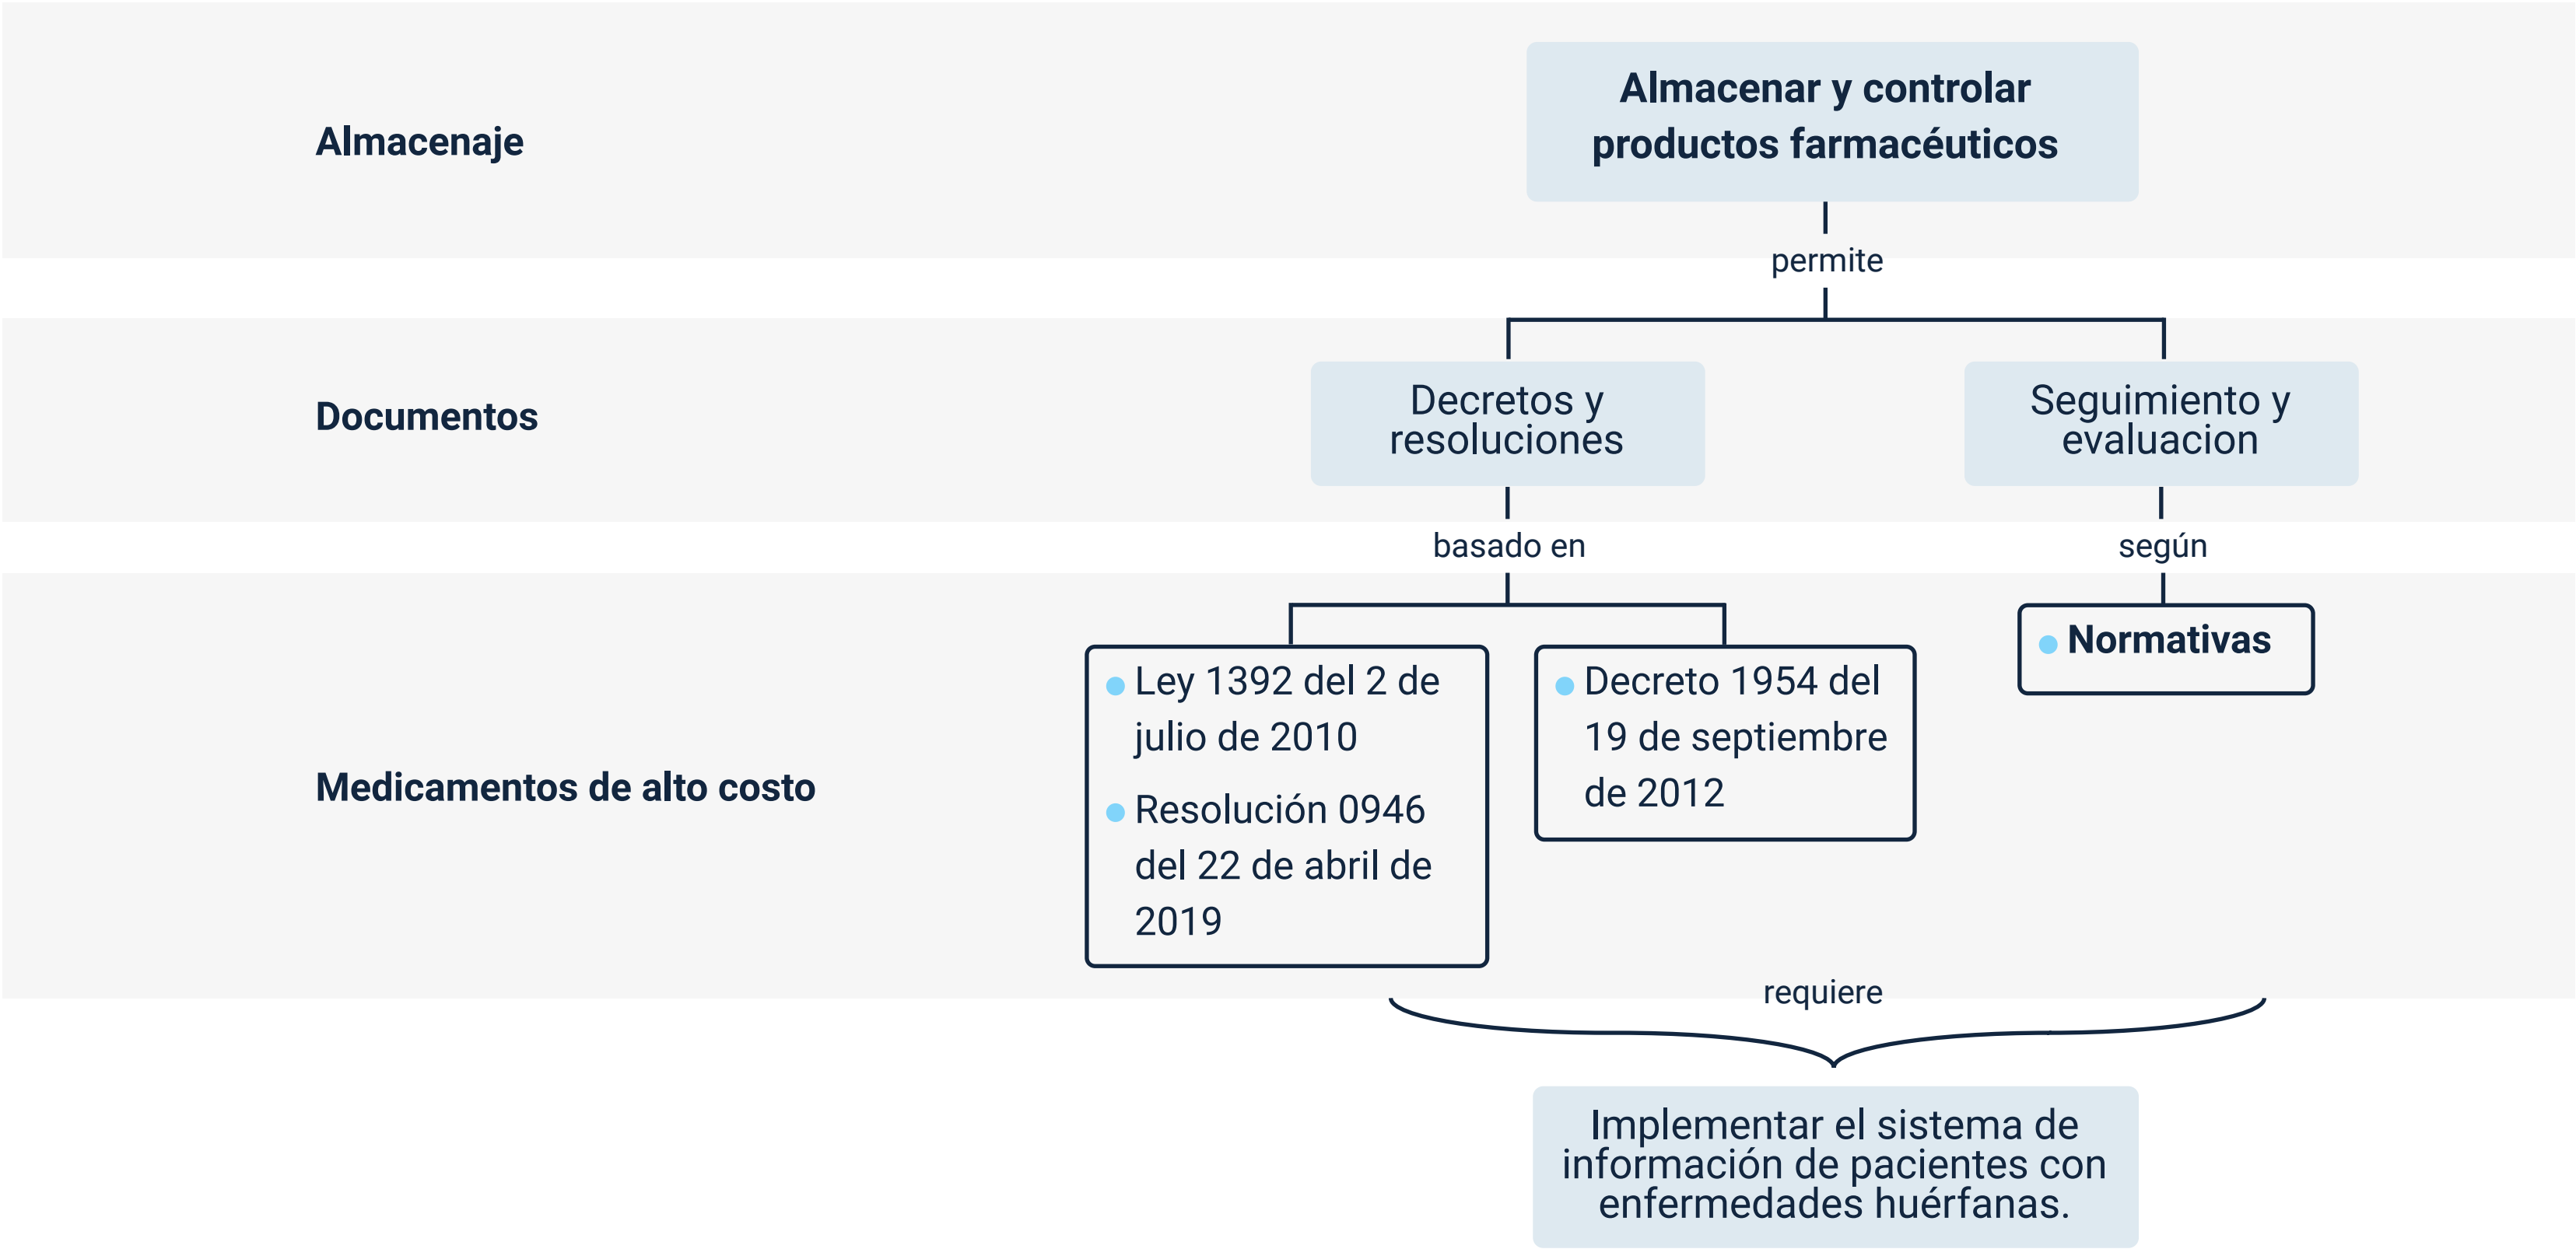 Almacenaje
Almacenar y controlar
productos farmacéuticos
permite
Documentos
Decretos y
resoluciones
Seguimiento y
evaluacion
basado en
según
Medicamentos de alto costo
Ley 1392 del 2 de
julio de 2010
Resolución 0946
del 22 de abril de
2019
Decreto 1954 del
19 de septiembre
de 2012
Normativas
requiere
Implementar el sistema de
información de pacientes con
enfermedades huérfanas.